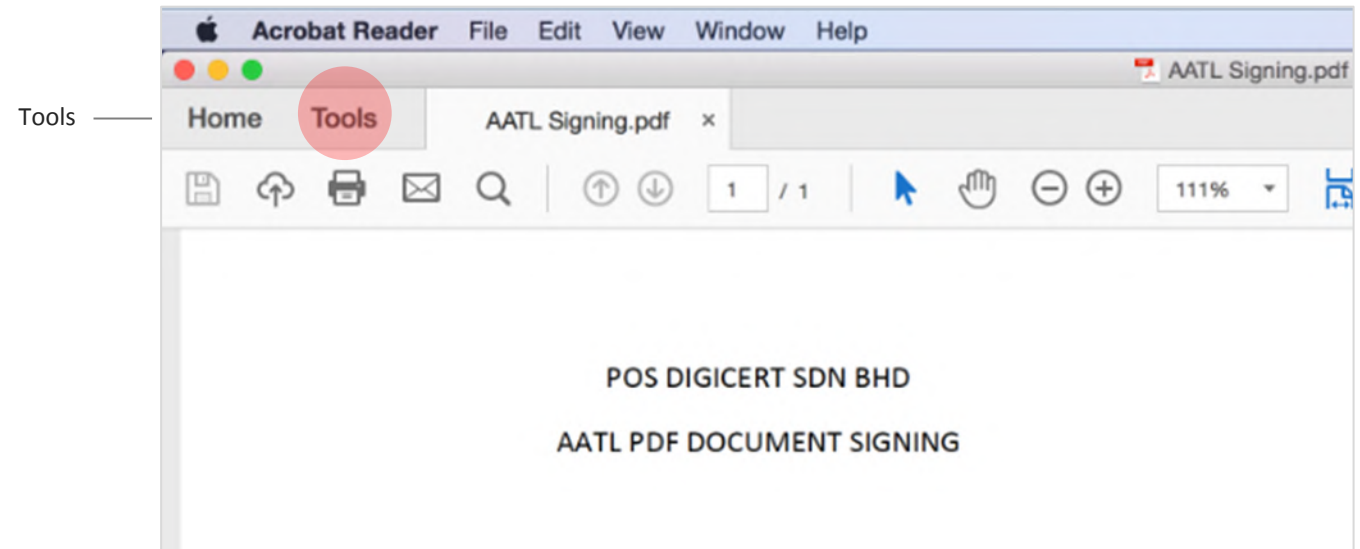 Acrobat Reader File Edit View Window Help
AATL Signing.pdf
Tools
Home Tools AATL Signing.pdf ×
1 / 1 111%
POS DIGICERT SDN BHD
AATL PDF DOCUMENT SIGNING